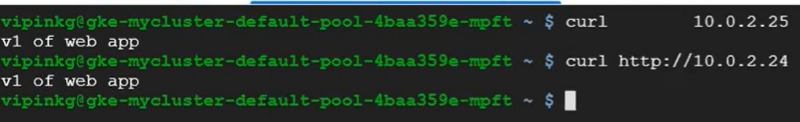 vipinkg@gke-mycluster-default-pool-4baa359e-mpft ~ $ curl        10.0.2.25
v1 of web app
vipinkg@gke-mycluster-default-pool-4baa359e-mpft ~ $ curl http://10.0.2.24
v1 of web app
vipinkg@gke-mycluster-default-pool-4baa359e-mpft ~ $